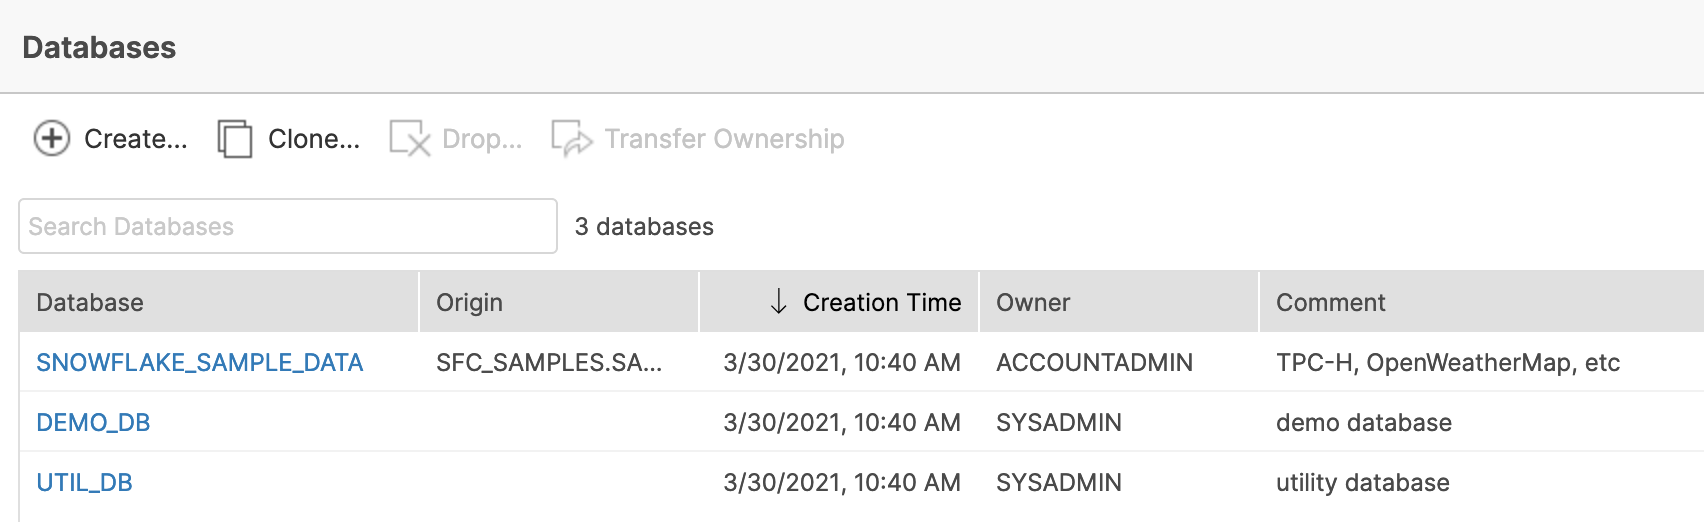 Databases
Create... Clone... Drop... Transfer Ownership
Search Databases 3 databases
Database Origin ↓ Creation Time Owner Comment
SNOWFLAKE_SAMPLE_DATA SFC_SAMPLES.SA... 3/30/2021, 10:40 AM ACCOUNTADMIN TPC-H, OpenWeatherMap, etc
DEMO_DB 3/30/2021, 10:40 AM SYSADMIN demo database
UTIL_DB 3/30/2021, 10:40 AM SYSADMIN utility database